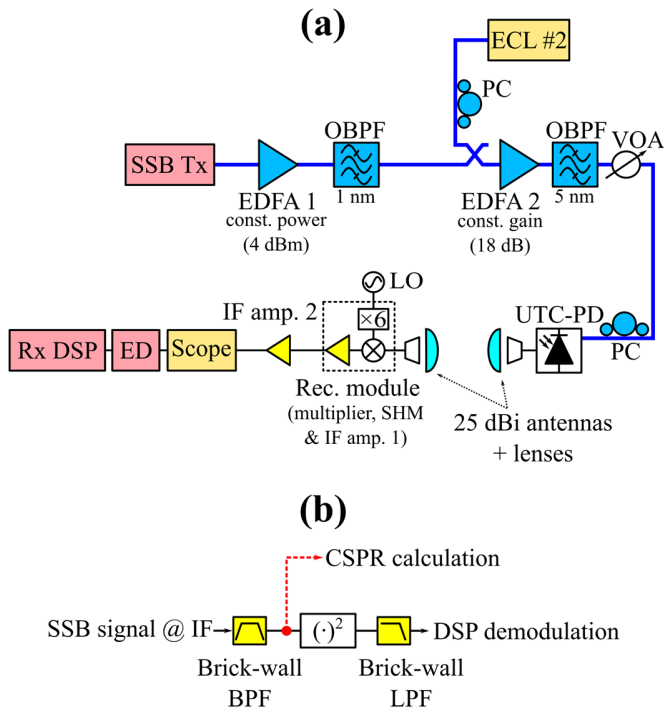 (a)
ECL #2
PC
OBPF
OBPF
VOA
SSB Tx
EDFA 1
1 nm
EDFA 2
5 nm
const. power
(4 dBm)
const. gain
(18 dB)
LO
IF amp. 2
×6
UTC-PD
Rx DSP
ED
Scope
PC
Rec. module
(multiplier, SHM
& IF amp. 1)
25 dBi antennas
+ lenses
(b)
CSPR calculation
SSB signal @ IF
(·)²
DSP demodulation
Brick-wall
BPF
Brick-wall
LPF